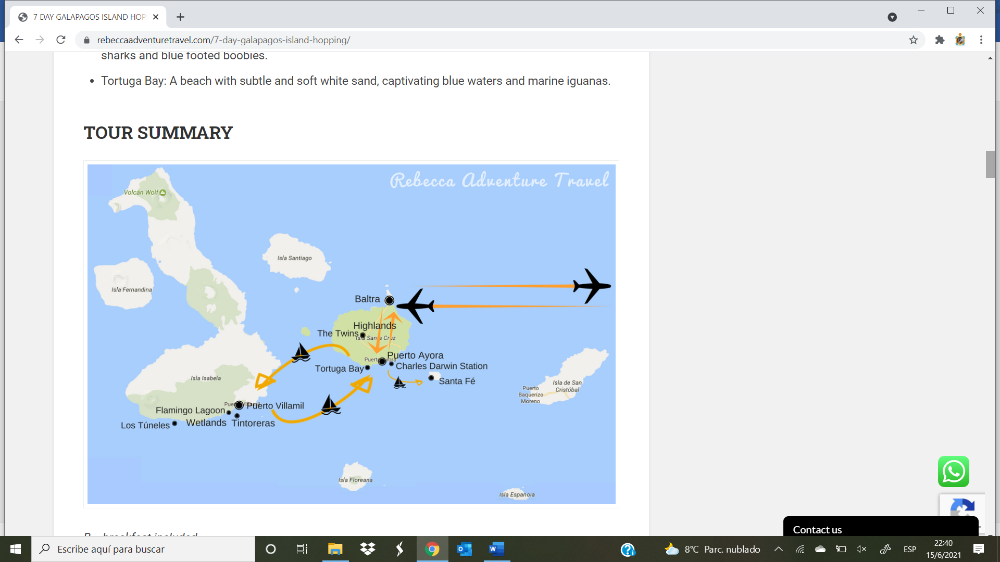 7 DAY GALAPAGOS ISLAND HOP
rebeccaadventuretravel.com/7-day-galapagos-island-hopping/
sharks and blue footed boobies.
• Tortuga Bay: A beach with subtle and soft white sand, captivating blue waters and marine iguanas.
TOUR SUMMARY
Rebecca Adventure Travel
Volcán Wolf
Isla Santiago
Isla Fernandina
Baltra
Highlands
The Twins
Isla Santa Cruz
Puerto Ayora
Puerto Ayora
Charles Darwin Station
Tortuga Bay
Santa Fé
Isla Isabela
Isla de San
Cristóbal
Puerto
Baquerizo
Moreno
Puerto Villamil
Flamingo Lagoon
Los Túneles
Wetlands
Tintoreras
Isla Floreana
Isla Espanola
B = breakfast included
Contact us
Escribe aquí para buscar
8°C Parc. nublado
ESP
22:40
15/6/2021